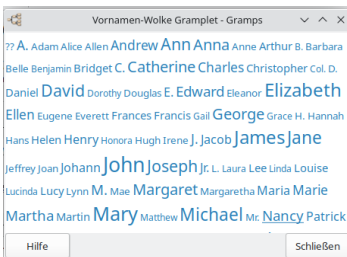 Vornamen-Wolke Gramplet - Gramps
?? A. Adam Alice Allen Andrew Ann Anna Anne Arthur B. Barbara
Belle Benjamin Bridget C. Catherine Charles Christopher Col. D.
Daniel David Dorothy Douglas E. Edward Eleanor Elizabeth
Ellen Eugene Everett Frances Francis Gail George Grace H. Hannah
Hans Helen Henry Honora Hugh Irene J. Jacob James Jane
Jeffrey Joan Johann John Joseph Jr. L. Laura Lee Linda Louise
Lucinda Lucy Lynn M. Mae Margaret Margaretha Maria Marie
Martha Martin Mary Matthew Michael Mr. Nancy Patrick
Hilfe Schließen